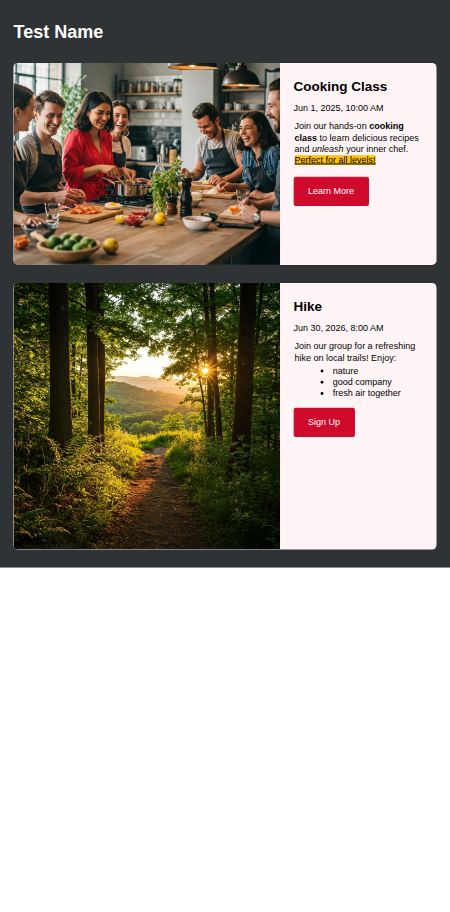 Test Name
Cooking Class
Jun 1, 2025, 10:00 AM
Join our hands-on cooking
class to learn delicious recipes
and unleash your inner chef.
Perfect for all levels!
Learn More
Hike
Jun 30, 2026, 8:00 AM
Join our group for a refreshing
hike on local trails! Enjoy:
• nature
• good company
• fresh air together
Sign Up